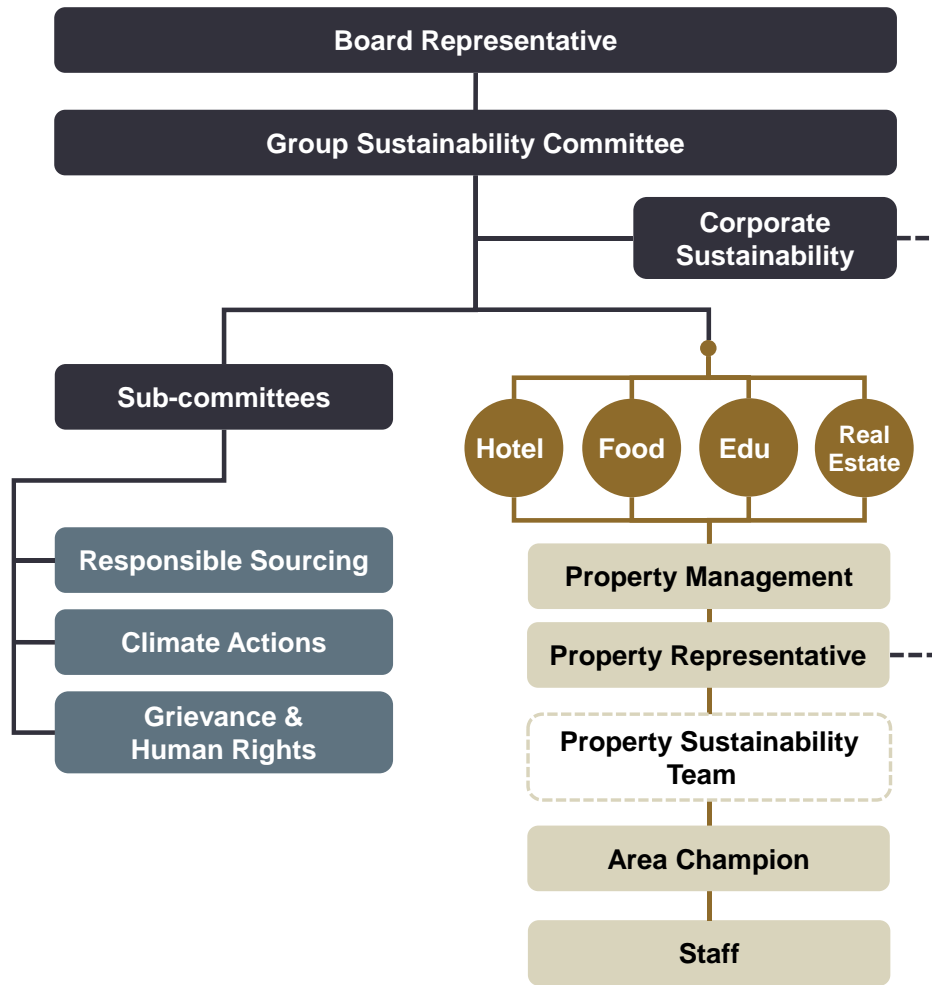 Board Representative
Group Sustainability Committee
Corporate
Sustainability
Sub-committees
Hotel
Food
Edu
Real
Estate
Responsible Sourcing
Climate Actions
Grievance &
Human Rights
Property Management
Property Representative
Property Sustainability
Team
Area Champion
Staff